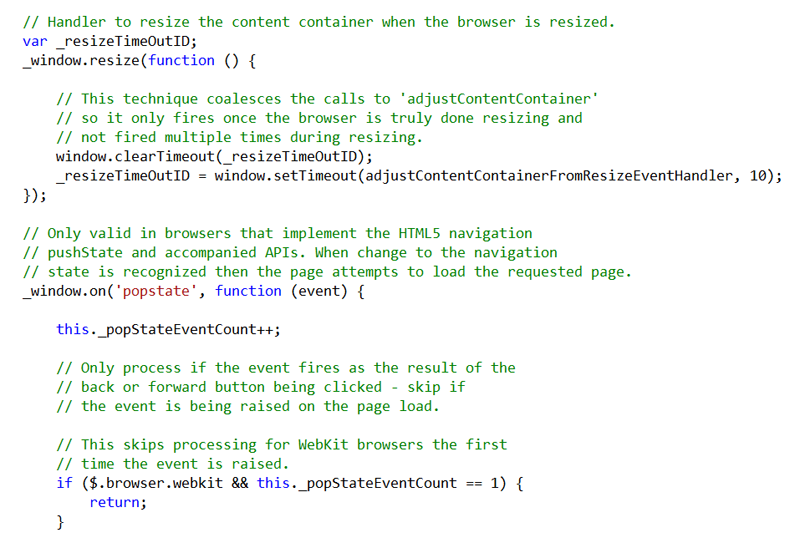 // Handler to resize the content container when the browser is resized.
var _resizeTimeOutID;
_window.resize(function () {
// This technique coalesces the calls to 'adjustContentContainer'
// so it only fires once the browser is truly done resizing and
// not fired multiple times during resizing.
window.clearTimeout(_resizeTimeOutID);
_resizeTimeOutID = window.setTimeout(adjustContentContainerFromResizeEventHandler, 10);
});
// Only valid in browsers that implement the HTML5 navigation
// pushState and accompanied APIs. When change to the navigation
// state is recognized then the page attempts to load the requested page.
_window.on('popstate', function (event) {
this._popStateEventCount++;
// Only process if the event fires as the result of the
// back or forward button being clicked - skip if
// the event is being raised on the page load.
// This skips processing for WebKit browsers the first
// time the event is raised.
if ($.browser.webkit && this._popStateEventCount == 1) {
return;
}